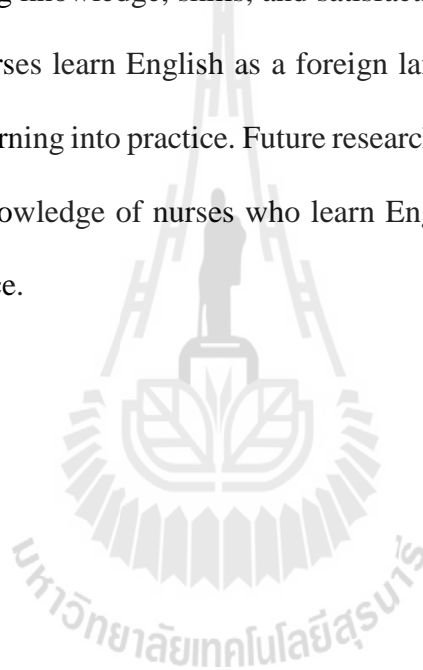 knowledge, skills, and satisfact
rses learn English as a foreign lan
rning into practice. Future research
owledge of nurses who learn Eng
ce.
มหาวิทยาลัยเทคโนโลยีสุรนารี